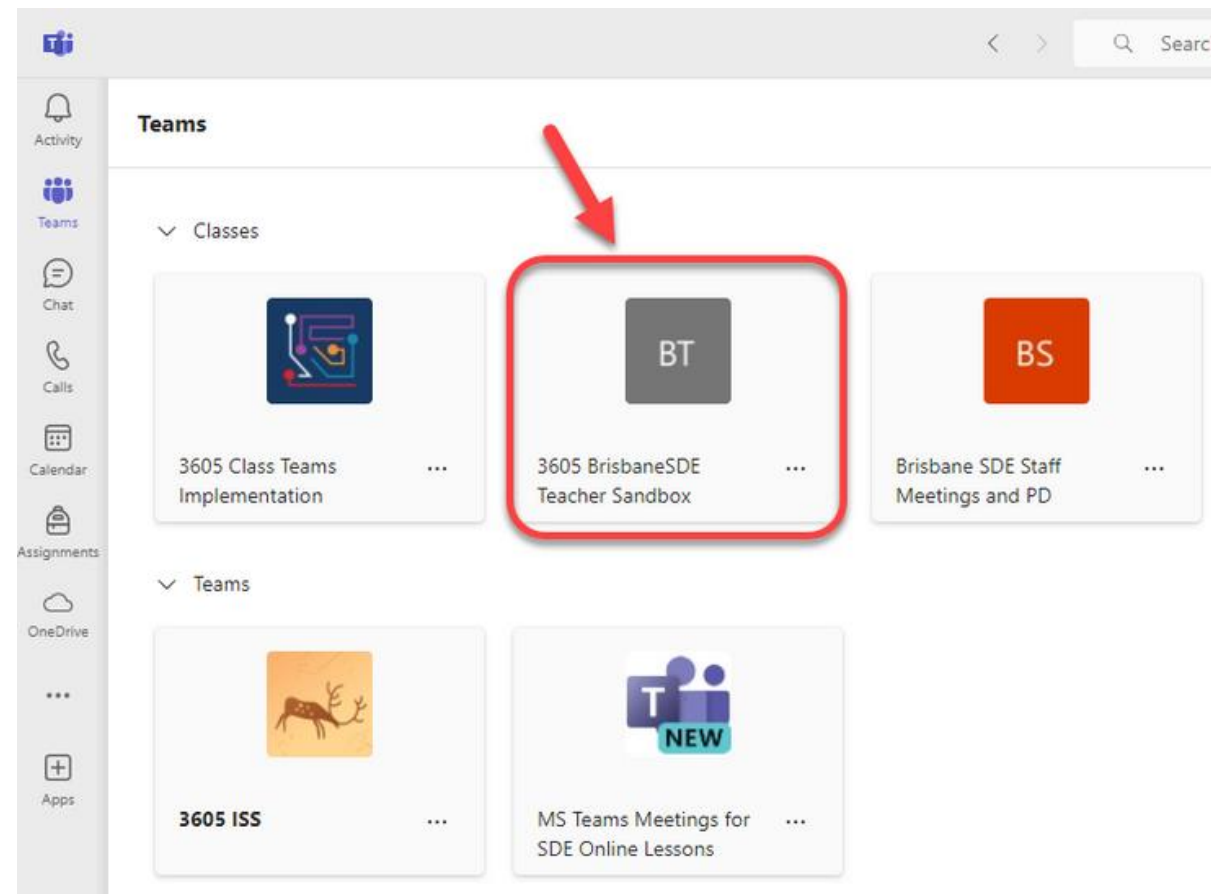 Searc
Activity
Teams
Chat
Calls
Calendar
Assignments
OneDrive
...
Apps
Teams
Classes
BT
BS
3605 Class Teams
Implementation
...
3605 BrisbaneSDE
Teacher Sandbox
...
Brisbane SDE Staff
Meetings and PD
...
Teams
T
NEW
3605 ISS
...
MS Teams Meetings for
SDE Online Lessons
...